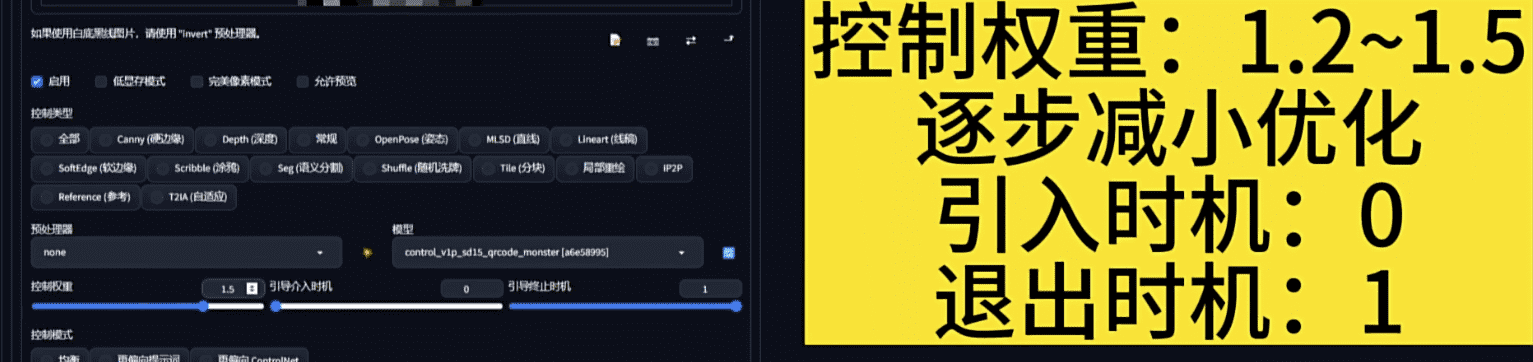 如果使用白底黑线图片，请使用 "invert" 预处理器。
启用 低显存模式 完美像素模式 允许预览
控制类型
全部 Canny (硬边缘) Depth (深度) 常规 OpenPose (姿态) MLSD (直线) Lineart (线稿)
SoftEdge (软边缘) Scribble (涂鸦) Seg (语义分割) Shuffle (随机洗牌) Tile (分块) 局部重绘 IP2P
Reference (参考) T2IA (自适应)
预处理器 模型
none control_v1p_sd15_qrcode_monster [a6e58995]
控制权重 1.5 引导介入时机 0 引导终止时机 1
控制模式
均衡 更偏向提示词 更偏向 ControlNet
控制权重：1.2~1.5
逐步减小优化
引入时机：0
退出时机：1